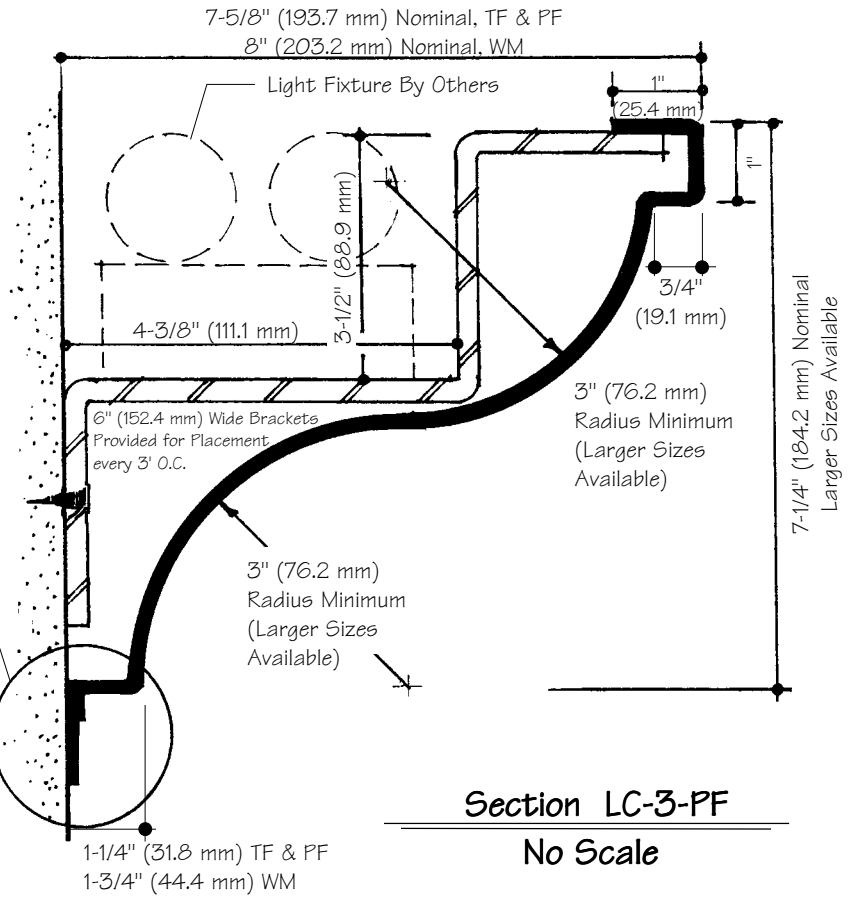 7-5/8" (193.7 mm) Nominal, TF & PF
8" (203.2 mm) Nominal, WM
Light Fixture By Others
1"
(25.4 mm)
1"
3-1/2" (88.9 mm)
3/4"
(19.1 mm)
4-3/8" (111.1 mm)
7-1/4" (184.2 mm) Nominal
Larger Sizes Available
3" (76.2 mm)
Radius Minimum
(Larger Sizes
Available)
6" (152.4 mm) Wide Brackets
Provided for Placement
every 3' O.C.
3" (76.2 mm)
Radius Minimum
(Larger Sizes
Available)
Section LC-3-PF
No Scale
1-1/4" (31.8 mm) TF & PF
1-3/4" (44.4 mm) WM